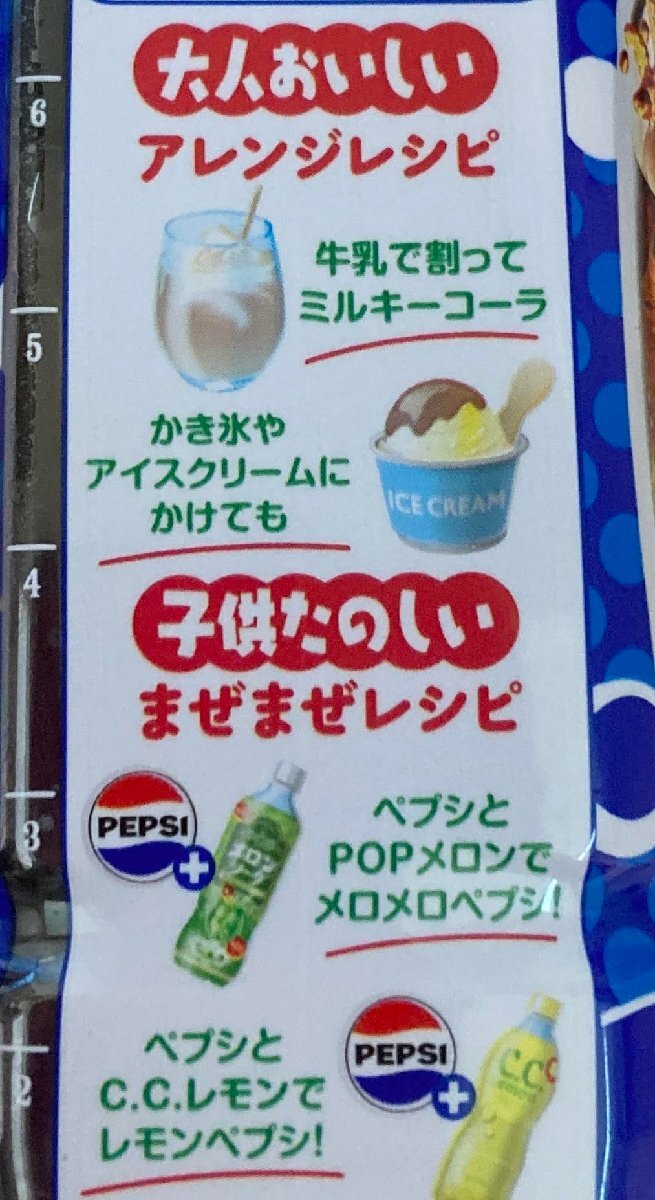 大人おいしい
アレンジレシピ
牛乳で割って
ミルキーコーラ
かき氷や
アイスクリームに
かけても
ICE CREAM
子供たのしい
まぜまぜレシピ
PEPSI
+
ペプシと
POPメロンで
メロメロペプシ!
ペプシと
C.C.レモンで
レモンペプシ!
PEPSI
+
C.C
6
5
4
3
2